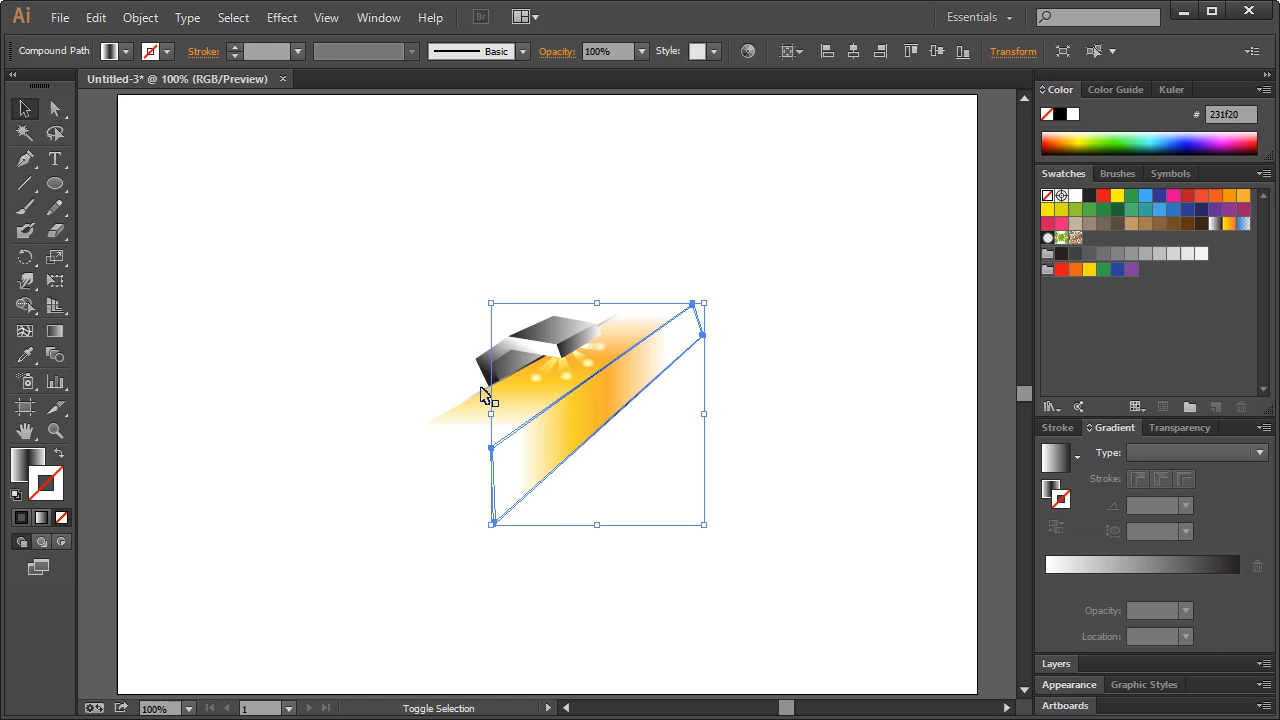 Ai File Edit Object Type Select Effect View Window Help Br Essentials
Compound Path Stroke: Basic Opacity: 100% Style: Transform
Untitled-3* @ 100% (RGB/Preview) ×
Color Color Guide Kuler
# 231f20
Swatches Brushes Symbols
Stroke Gradient Transparency
Type:
Stroke:
Opacity:
Location:
Layers
Appearance Graphic Styles
Artboards
100% 1 Toggle Selection